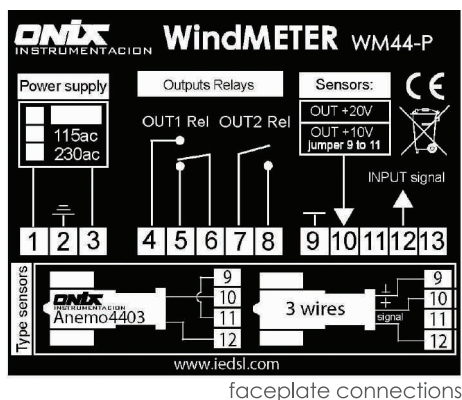 ONIX WindMETER WM44-P
INSTRUMENTACION
Power supply Outputs Relays Sensors:
115ac
230ac
OUT1 Rel OUT2 Rel
OUT +20V
OUT +10V
jumper 9 to 11
INPUT signal
1 2 3 4 5 6 7 8 9 10 11 12 13
Type sensors
ONIX
INSTRUMENTACION
Anemo4403
9
10
11
12
3 wires
signal
9
10
11
12
www.iedsl.com
faceplate connections